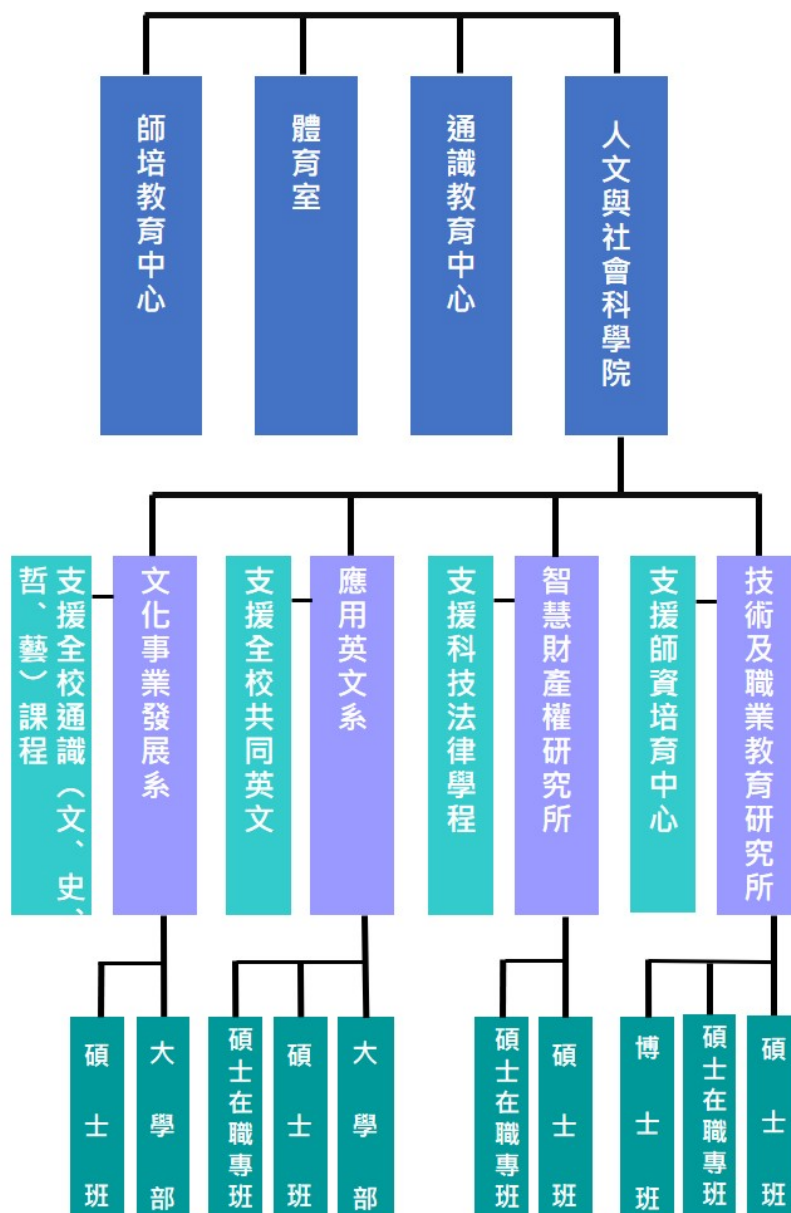 師培教育中心
體育室
通識教育中心
人文與社會科學院
支援全校通識（文、史、
哲、藝）課程
文化事業發展系
支援全校共同英文
應用英文系
支援科技法律學程
智慧財產權研究所
支援師資培育中心
技術及職業教育研究所
碩士班
大學部
碩士在職專班
碩士班
大學部
碩士在職專班
碩士班
博士班
碩士在職專班
碩士班